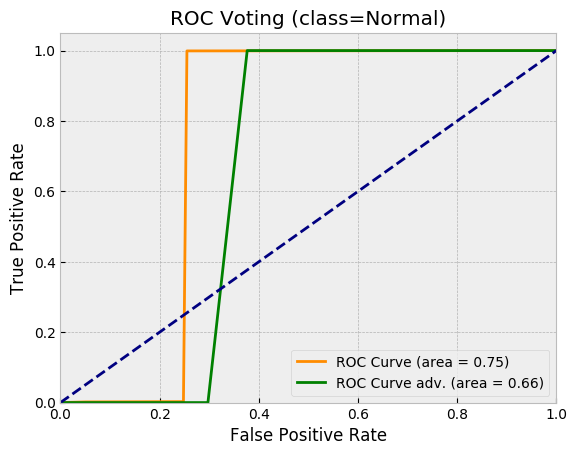 ROC Voting (class=Normal)
True Positive Rate
1.0
0.8
0.6
0.4
0.2
0.0
0.0 0.2 0.4 0.6 0.8 1.0
False Positive Rate
ROC Curve (area = 0.75)
ROC Curve adv. (area = 0.66)